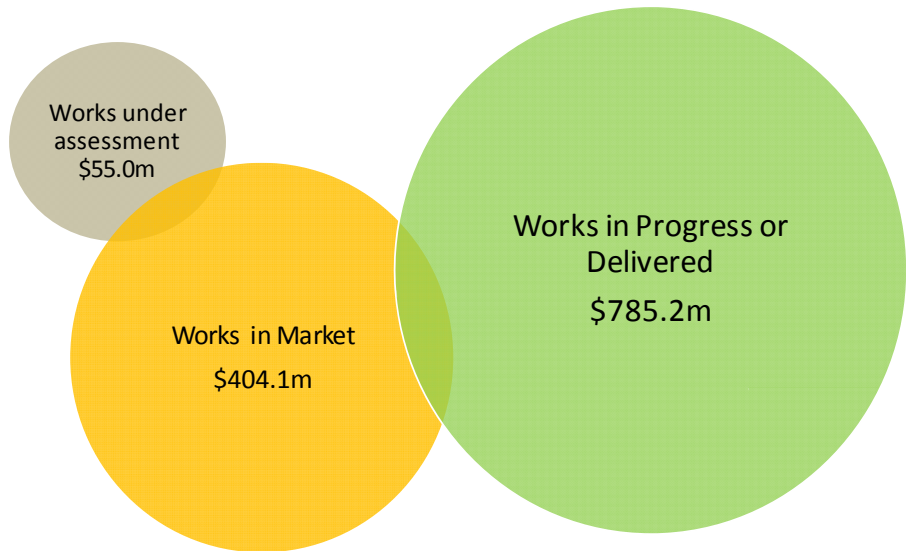 Works under
assessment
$55.0m
Works in Market
$404.1m
Works in Progress or
Delivered
$785.2m